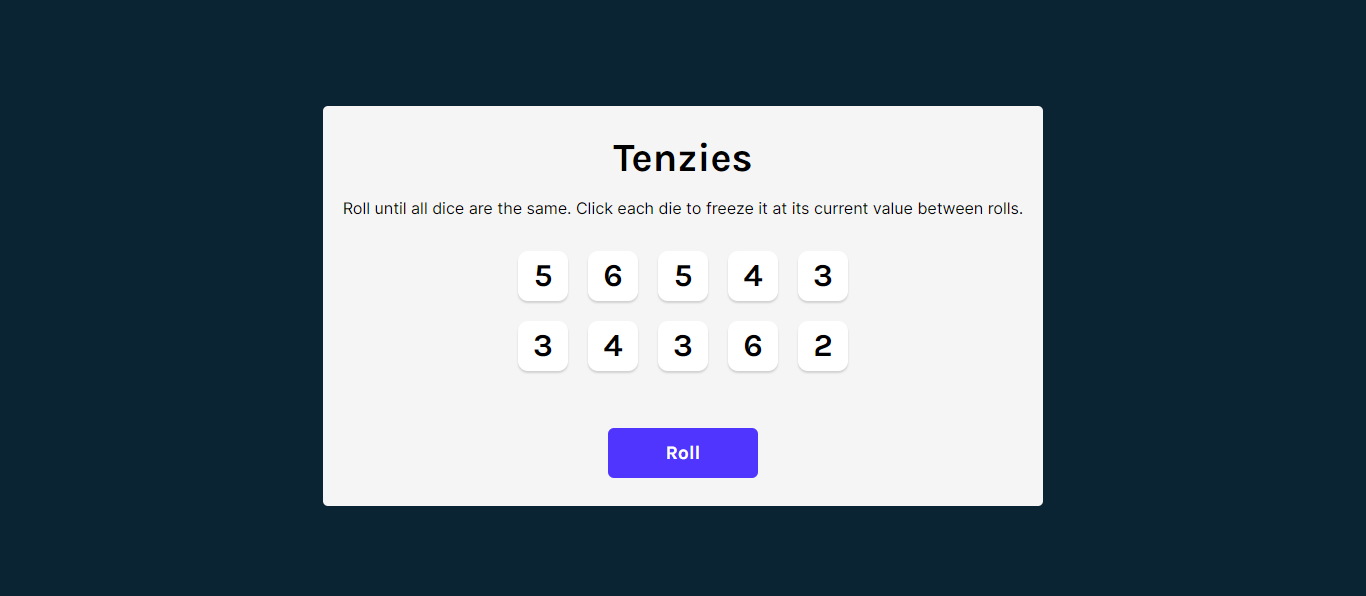 Tenzies
Roll until all dice are the same. Click each die to freeze it at its current value between rolls.
5 6 5 4 3
3 4 3 6 2
Roll